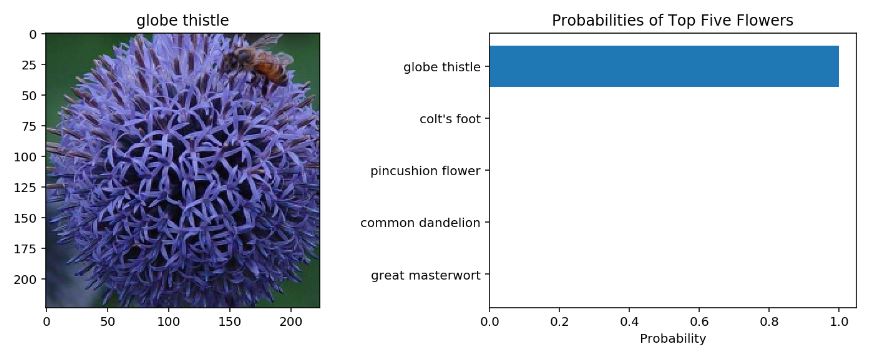 globe thistle
0
25
50
75
100
125
150
175
200
0 50 100 150 200
Probabilities of Top Five Flowers
globe thistle
colt's foot
pincushion flower
common dandelion
great masterwort
0.0 0.2 0.4 0.6 0.8 1.0
Probability